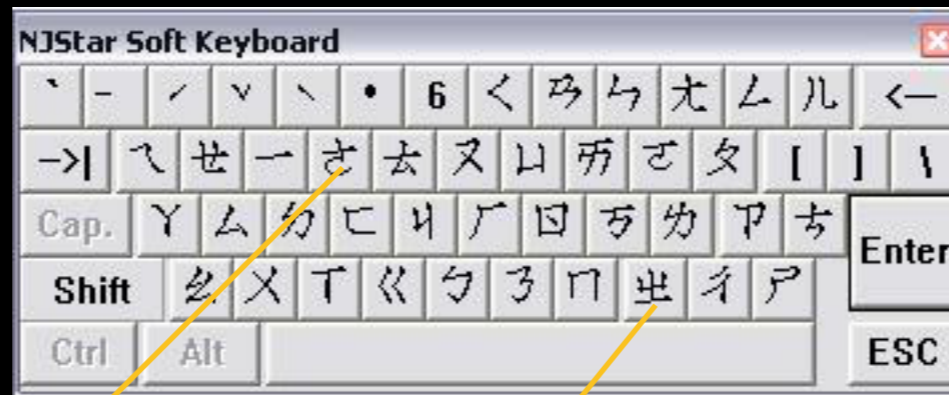 NJStar Soft Keyboard
` - ˊ ˇ ˋ • 6 ㄑ ㄢ ㄣ ㄤ ㄥ ㄦ <—
->| ㄟ ㄝ ㄧ ㄜ ㄊ ㄡ ㄩ ㄞ ㄛ ㄆ [ ] \
Cap. ㄚ ㄙ ㄉ ㄈ ㄐ ㄏ ㄖ ㄎ ㄌ ㄗ ㄘ Enter
Shift ㄠ ㄨ ㄒ ㄍ ㄅ ㄋ ㄇ ㄓ ㄔ ㄕ
Ctrl Alt ESC